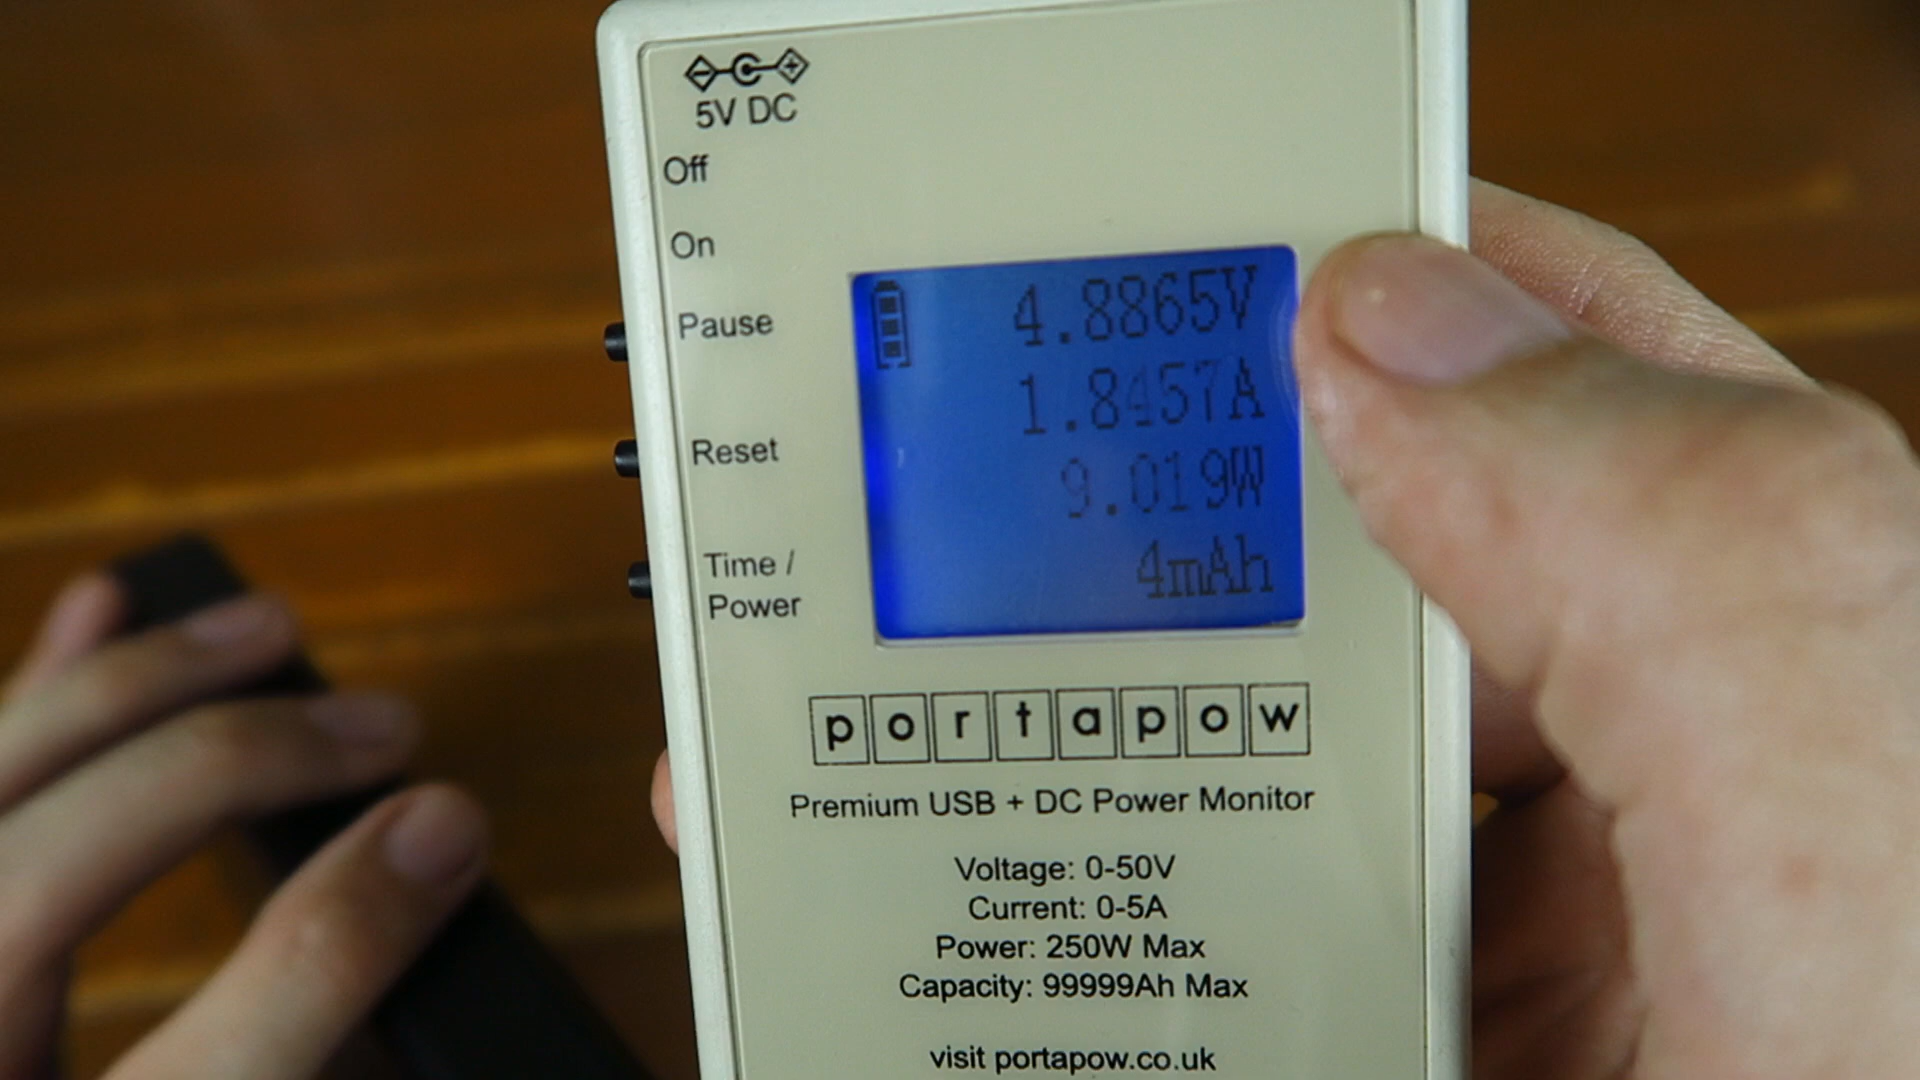 5V DC
Off
On
Pause
Reset
Time /
Power
4.8865V
1.8457A
9.019W
4mAh
portapow
Premium USB + DC Power Monitor
Voltage: 0-50V
Current: 0-5A
Power: 250W Max
Capacity: 99999Ah Max
visit portapow.co.uk